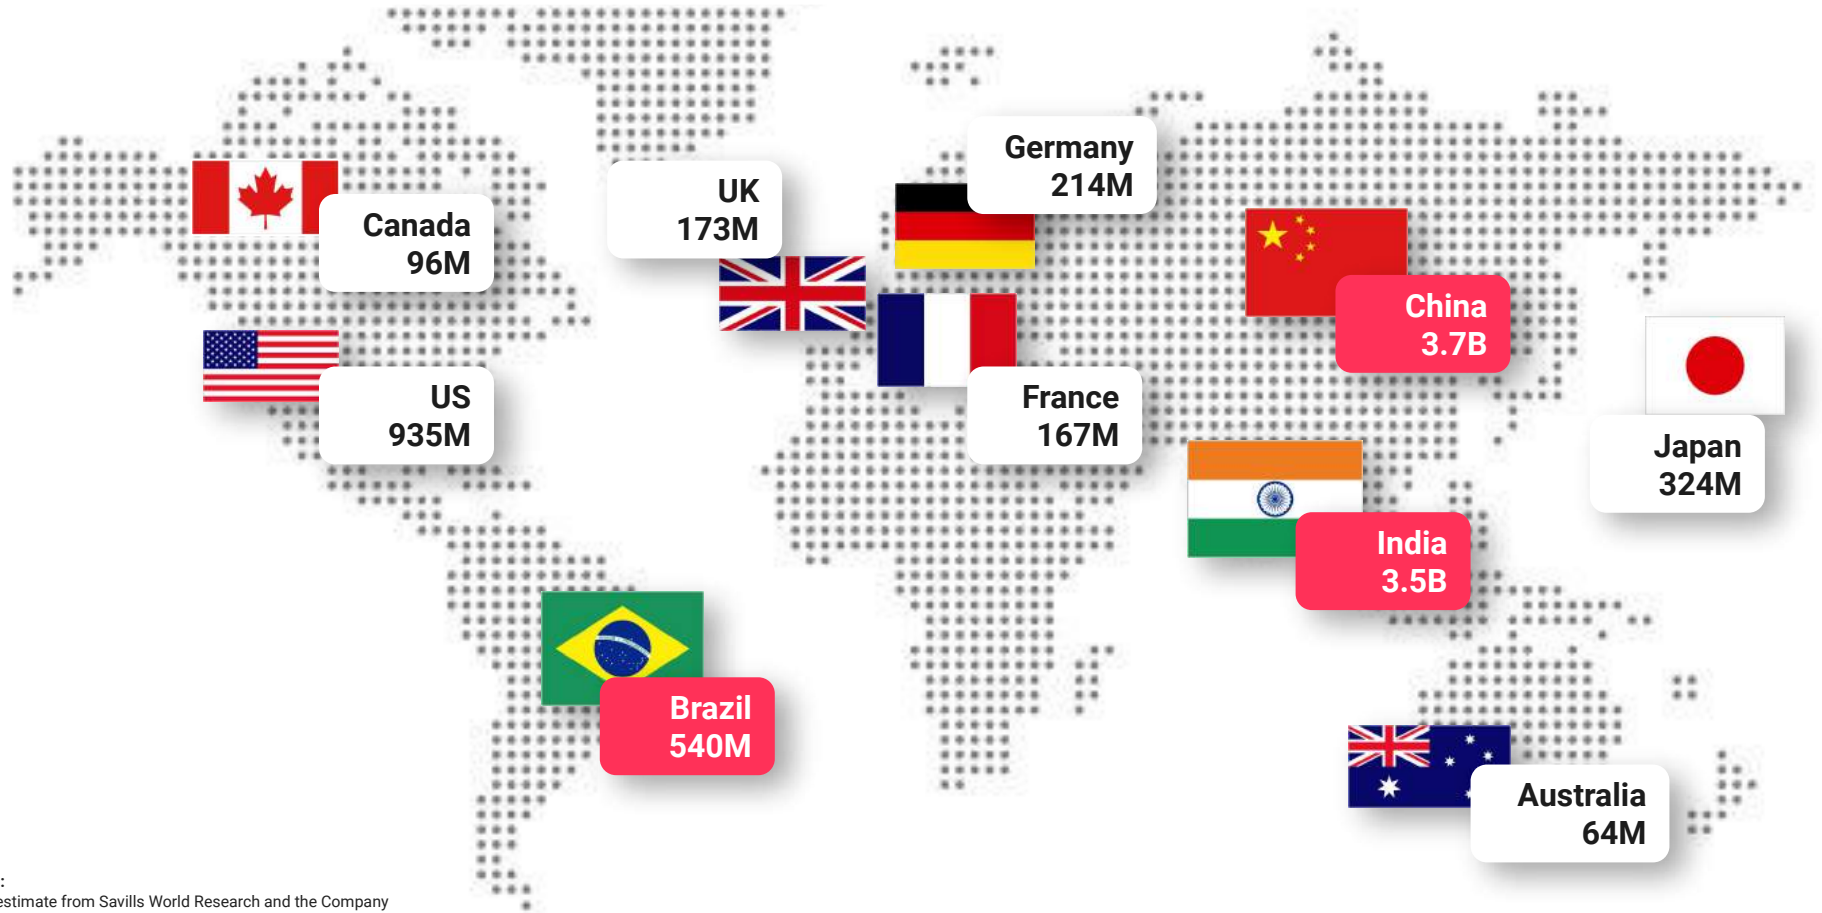 Germany
214M
UK
173M
Canada
96M
China
3.7B
US
935M
France
167M
Japan
324M
India
3.5B
Brazil
540M
Australia
64M
:
estimate from Savills World Research and the Company